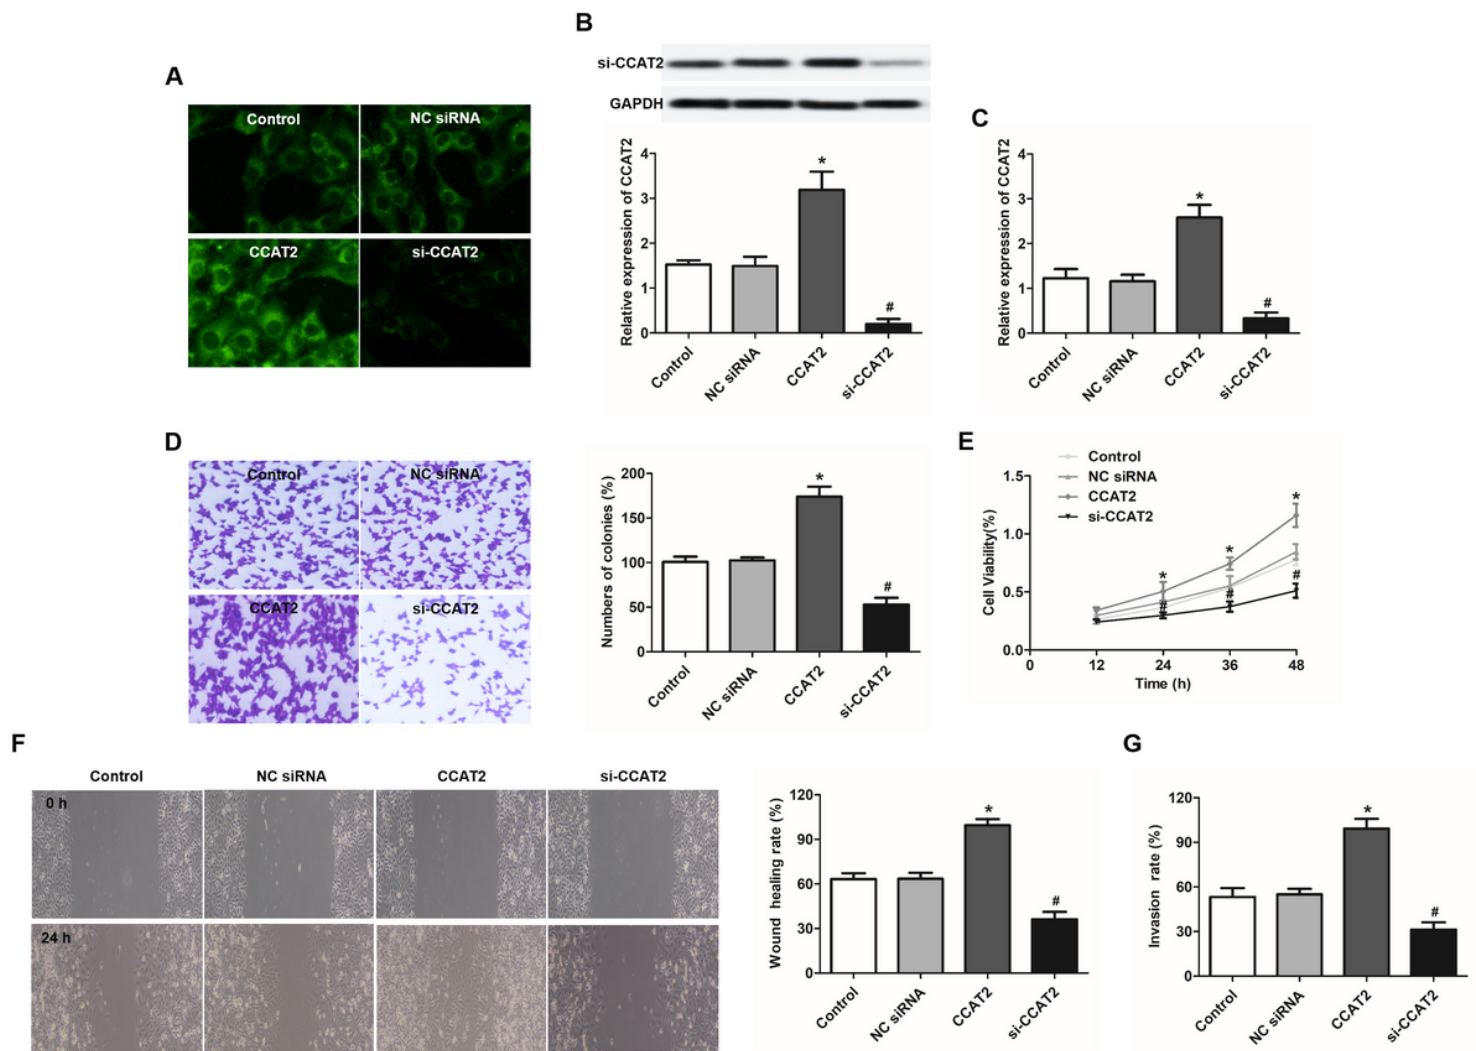 A
Control
NC siRNA
CCAT2
si-CCAT2
B
si-CCAT2
GAPDH
Relative expression of CCAT2
4
3
2
1
0
*
#
Control
NC siRNA
CCAT2
si-CCAT2
C
Relative expression of CCAT2
4
3
2
1
0
*
#
Control
NC siRNA
CCAT2
si-CCAT2
D
Control
NC siRNA
CCAT2
si-CCAT2
Numbers of colonies (%)
200
150
100
50
0
*
#
Control
NC siRNA
CCAT2
si-CCAT2
E
Control
NC siRNA
CCAT2
si-CCAT2
Cell Viability(%)
1.5
1.0
0.5
0.0
*
*
*
#
#
#
0
12
24
36
48
Time (h)
F
Control
NC siRNA
CCAT2
si-CCAT2
0 h
24 h
Wound healing rate (%)
120
90
60
30
0
*
#
Control
NC siRNA
CCAT2
si-CCAT2
G
Invasion rate (%)
120
90
60
30
0
*
#
Control
NC siRNA
CCAT2
si-CCAT2